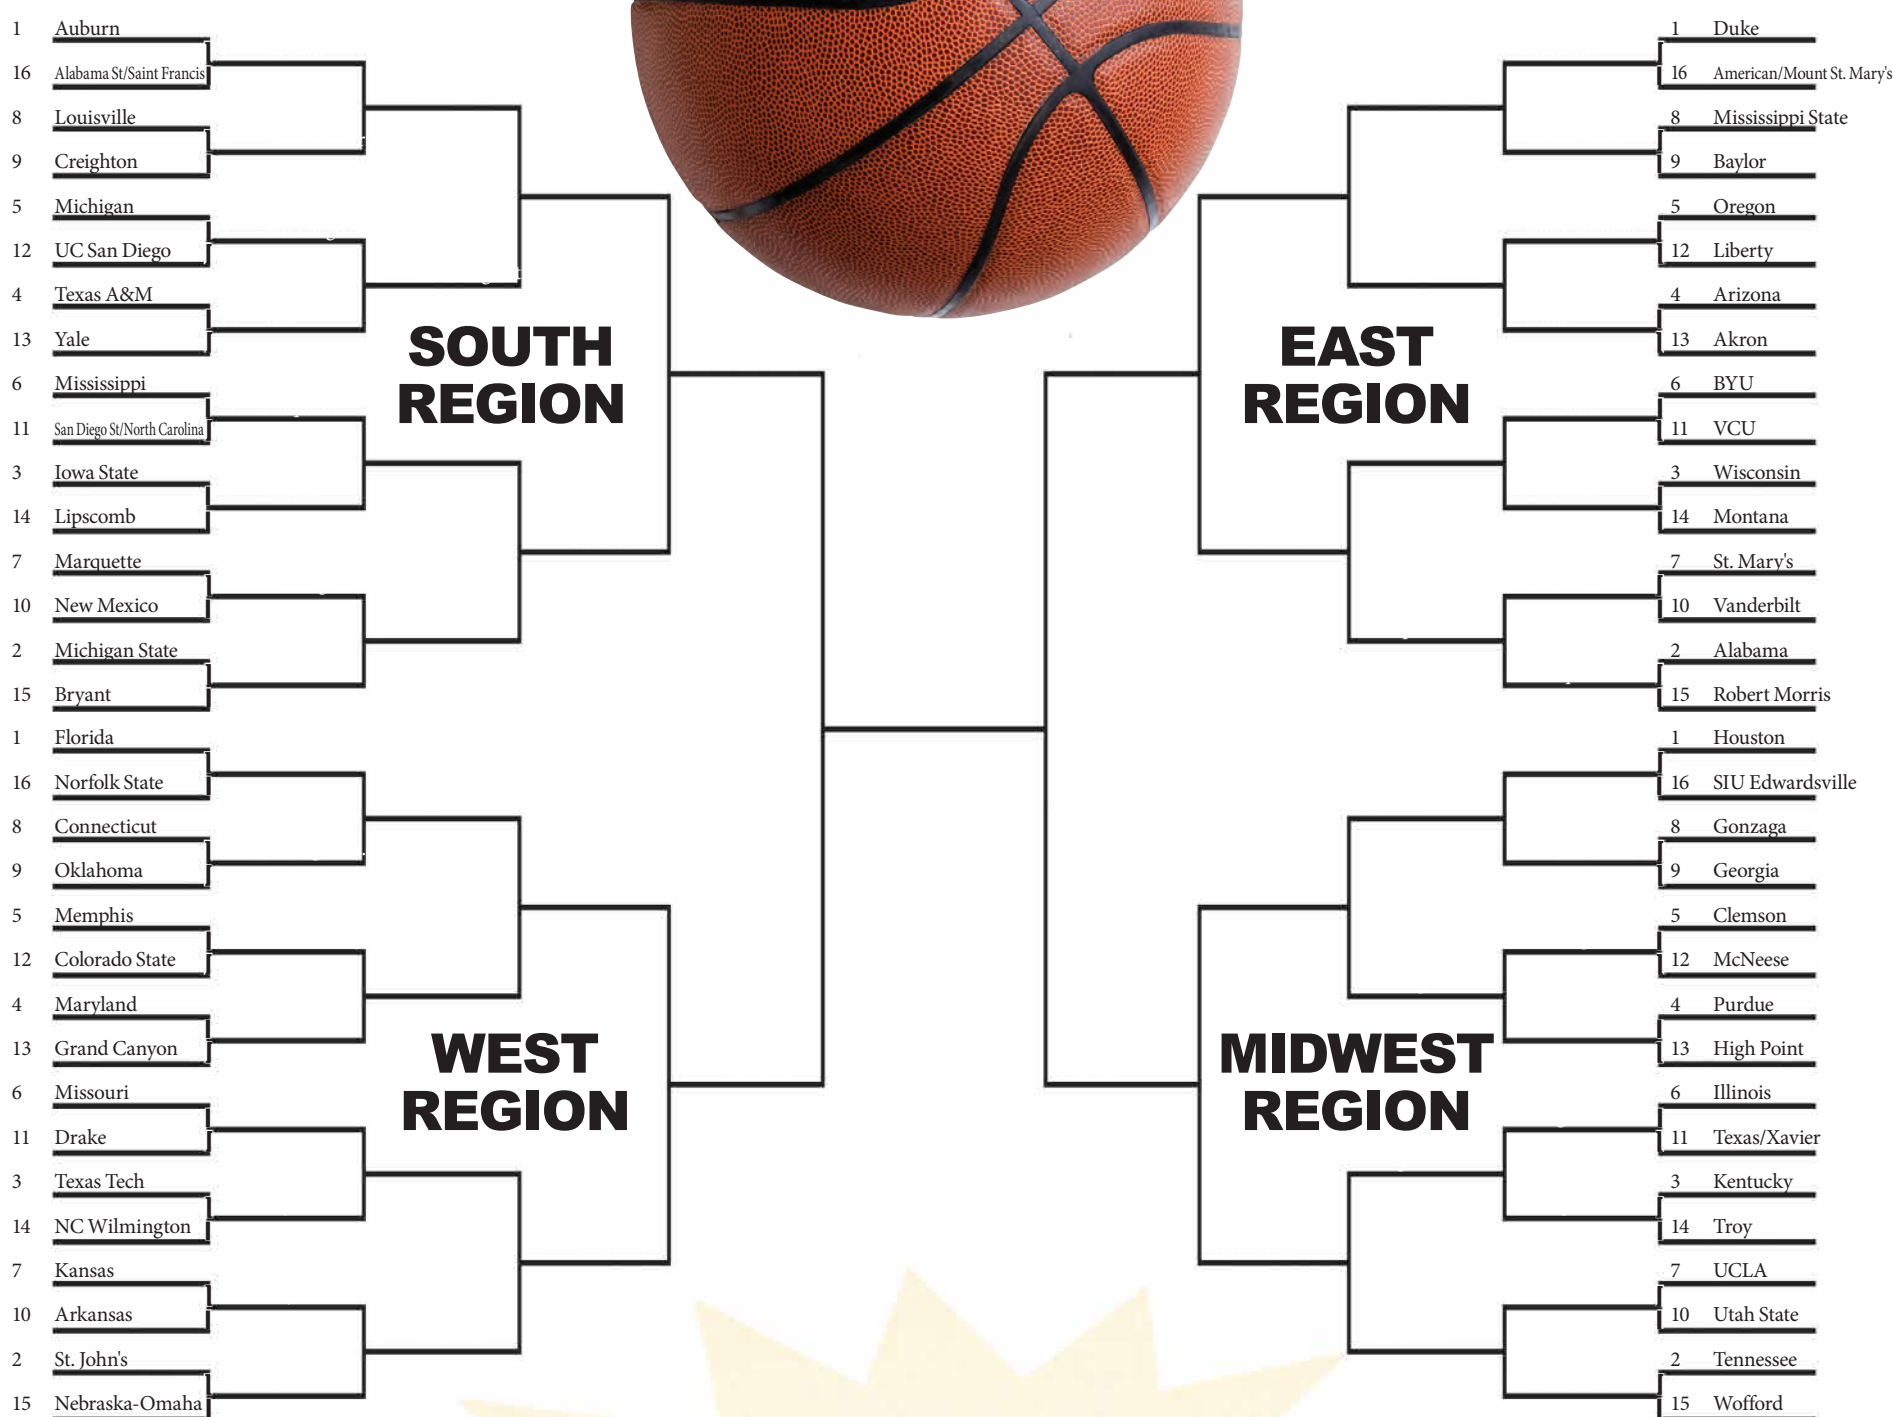 1 Auburn
16 Alabama St/Saint Francis
8 Louisville
9 Creighton
5 Michigan
12 UC San Diego
4 Texas A&M
13 Yale
SOUTH
REGION
6 Mississippi
11 San Diego St/North Carolina
3 Iowa State
14 Lipscomb
7 Marquette
10 New Mexico
2 Michigan State
15 Bryant
1 Florida
16 Norfolk State
8 Connecticut
9 Oklahoma
5 Memphis
12 Colorado State
4 Maryland
13 Grand Canyon
WEST
REGION
6 Missouri
11 Drake
3 Texas Tech
14 NC Wilmington
7 Kansas
10 Arkansas
2 St. John's
15 Nebraska-Omaha
1 Duke
16 American/Mount St. Mary's
8 Mississippi State
9 Baylor
5 Oregon
12 Liberty
4 Arizona
13 Akron
EAST
REGION
6 BYU
11 VCU
3 Wisconsin
14 Montana
7 St. Mary's
10 Vanderbilt
2 Alabama
15 Robert Morris
1 Houston
16 SIU Edwardsville
8 Gonzaga
9 Georgia
5 Clemson
12 McNeese
4 Purdue
13 High Point
MIDWEST
REGION
6 Illinois
11 Texas/Xavier
3 Kentucky
14 Troy
7 UCLA
10 Utah State
2 Tennessee
15 Wofford